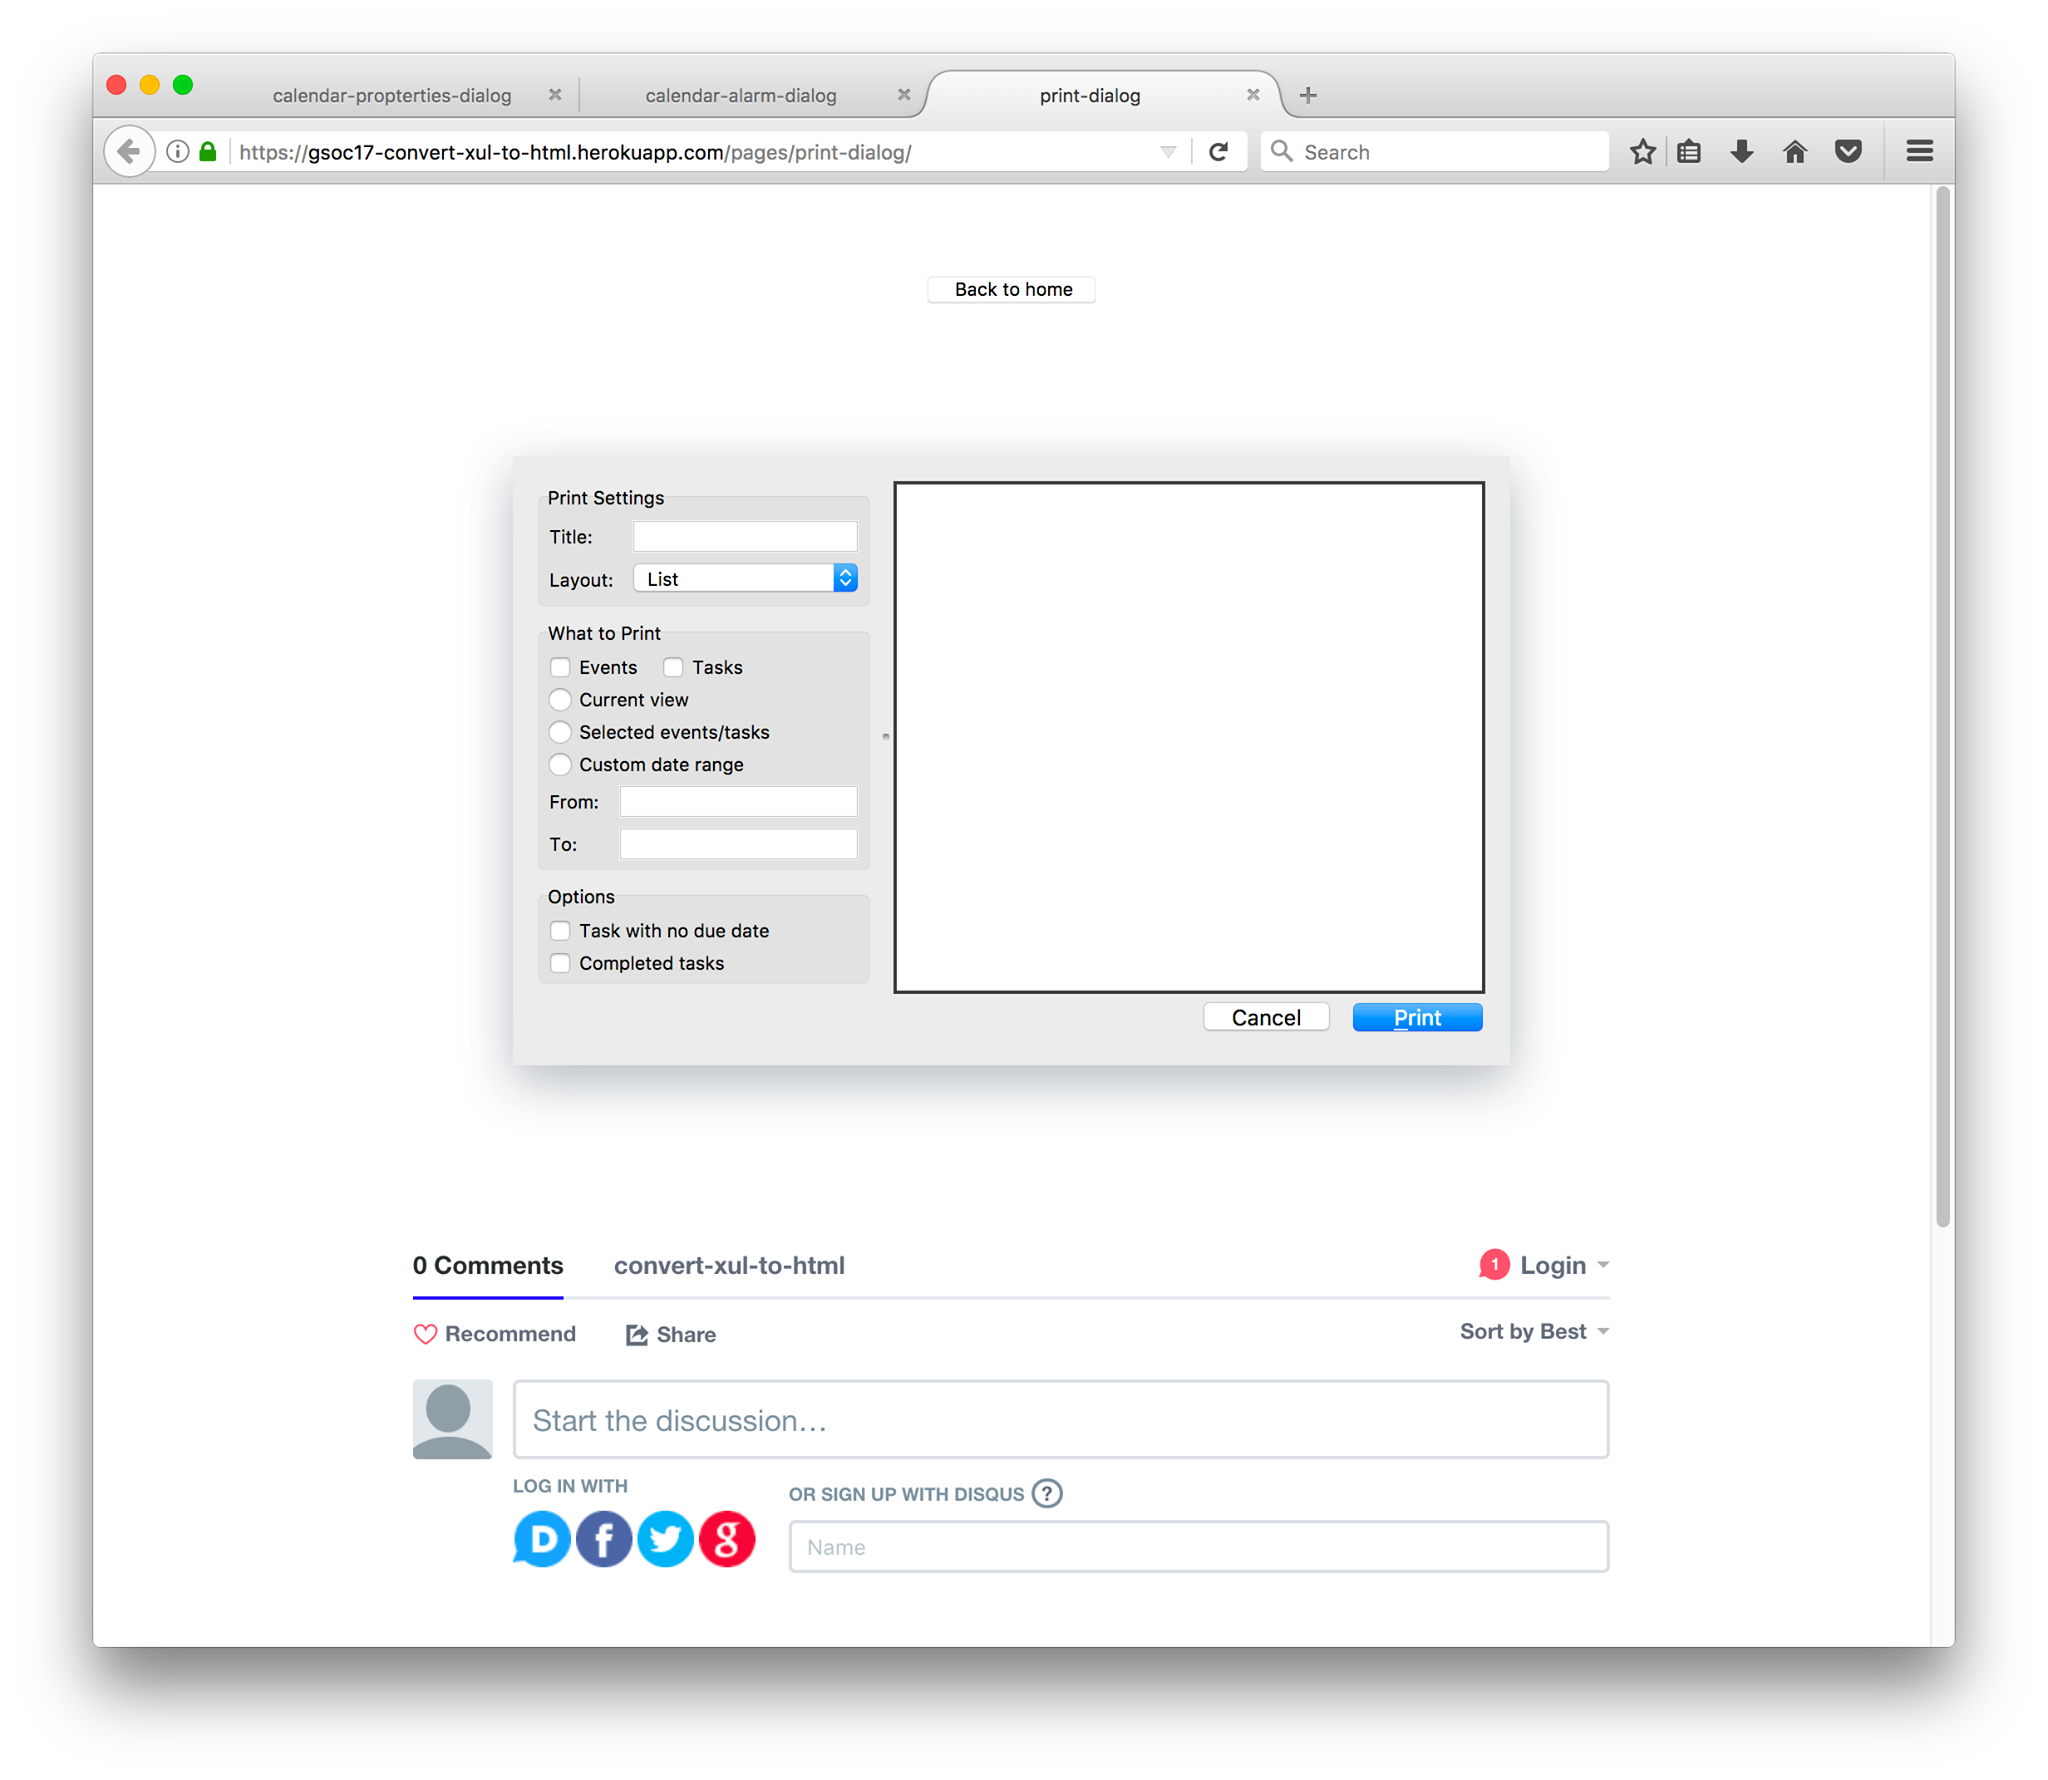 calendar-propterties-dialog
calendar-alarm-dialog
print-dialog
https://gsoc17-convert-xul-to-html.herokuapp.com/pages/print-dialog/
Search
Back to home
Print Settings
Title:
Layout: List
What to Print
Events Tasks
Current view
Selected events/tasks
Custom date range
From:
To:
Options
Task with no due date
Completed tasks
Cancel Print
0 Comments convert-xul-to-html 1 Login
Recommend Share Sort by Best
Start the discussion...
LOG IN WITH
OR SIGN UP WITH DISQUS ?
D f g
Name